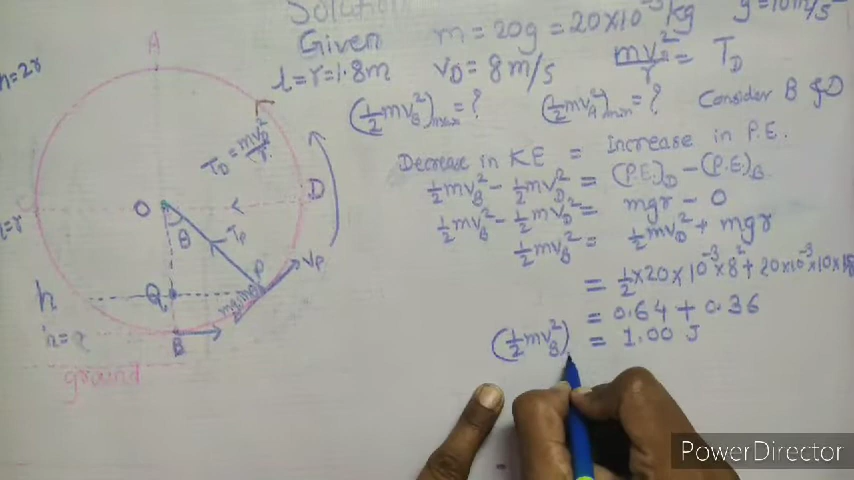 Solution
Given m = 20g = 20×10⁻³ kg g = 10m/s²
l = r = 1.8m V_D = 8 m/s mv_D²/r = T_D
(½mv_B²)max = ? (½mv_A²)min = ? Consider B & D
Decrease in KE = Increase in P.E.
½mv_B² - ½mv_D² = (P.E.)_D - (P.E.)_B
½mv_B² - ½mv_D² = mgr - 0
½mv_B² = ½mv_D² + mgr
= ½×20×10⁻³×8² + 20×10⁻³×10×1.8
= 0.64 + 0.36
(½mv_B²) = 1.00 J
A
h=2r
T_D = mv_D²/r
D
O
θ
T_P
P
V_P
Q
h
B
ground
PowerDirector